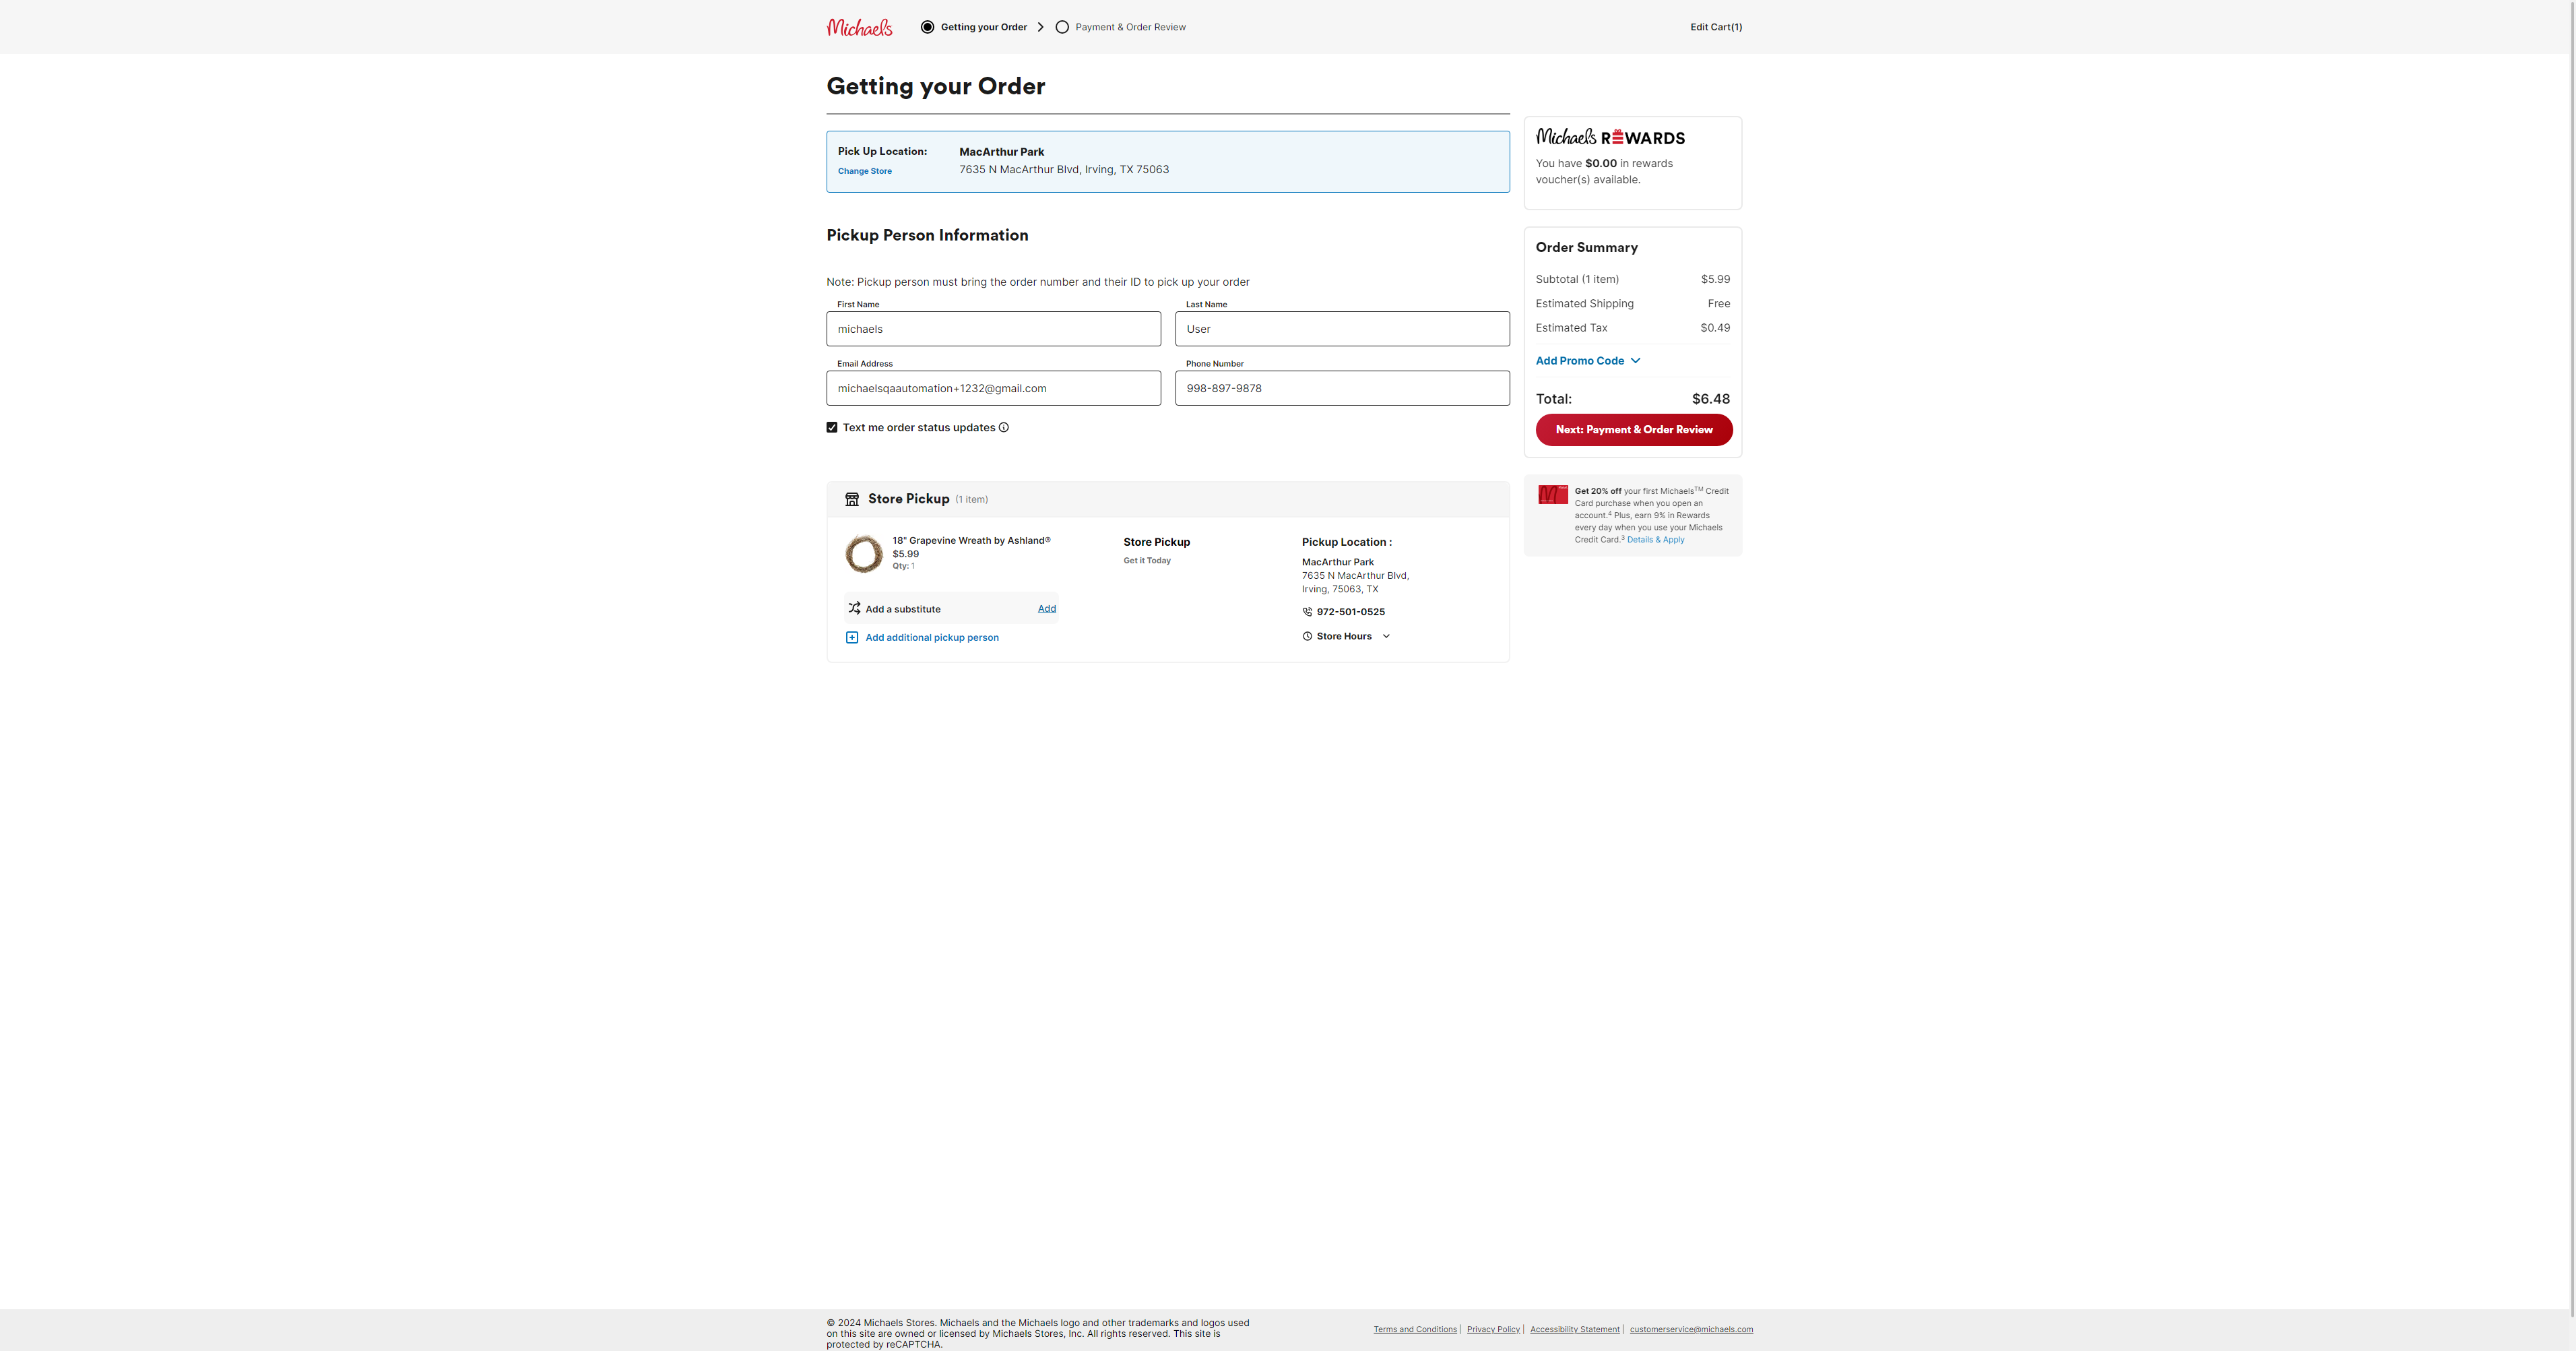 Michaels
Getting your Order
Payment & Order Review
Edit Cart(1)
Getting your Order
Pick Up Location:
Change Store
MacArthur Park
7635 N MacArthur Blvd, Irving, TX 75063
Michaels REWARDS
You have $0.00 in rewards
voucher(s) available.
Pickup Person Information
Note: Pickup person must bring the order number and their ID to pick up your order
First Name
michaels
Last Name
User
Email Address
michaelsqaautomation+1232@gmail.com
Phone Number
998-897-9878
Text me order status updates
Order Summary
Subtotal (1 item) $5.99
Estimated Shipping Free
Estimated Tax $0.49
Add Promo Code
Total: $6.48
Next: Payment & Order Review
Get 20% off your first Michaels™ Credit
Card purchase when you open an
account.⁴ Plus, earn 9% in Rewards
every day when you use your Michaels
Credit Card.³ Details & Apply
Store Pickup (1 item)
18" Grapevine Wreath by Ashland®
$5.99
Qty: 1
Add a substitute Add
Add additional pickup person
Store Pickup
Get it Today
Pickup Location :
MacArthur Park
7635 N MacArthur Blvd,
Irving, 75063, TX
972-501-0525
Store Hours
© 2024 Michaels Stores. Michaels and the Michaels logo and other trademarks and logos used
on this site are owned or licensed by Michaels Stores, Inc. All rights reserved. This site is
protected by reCAPTCHA.
Terms and Conditions | Privacy Policy | Accessibility Statement | customerservice@michaels.com